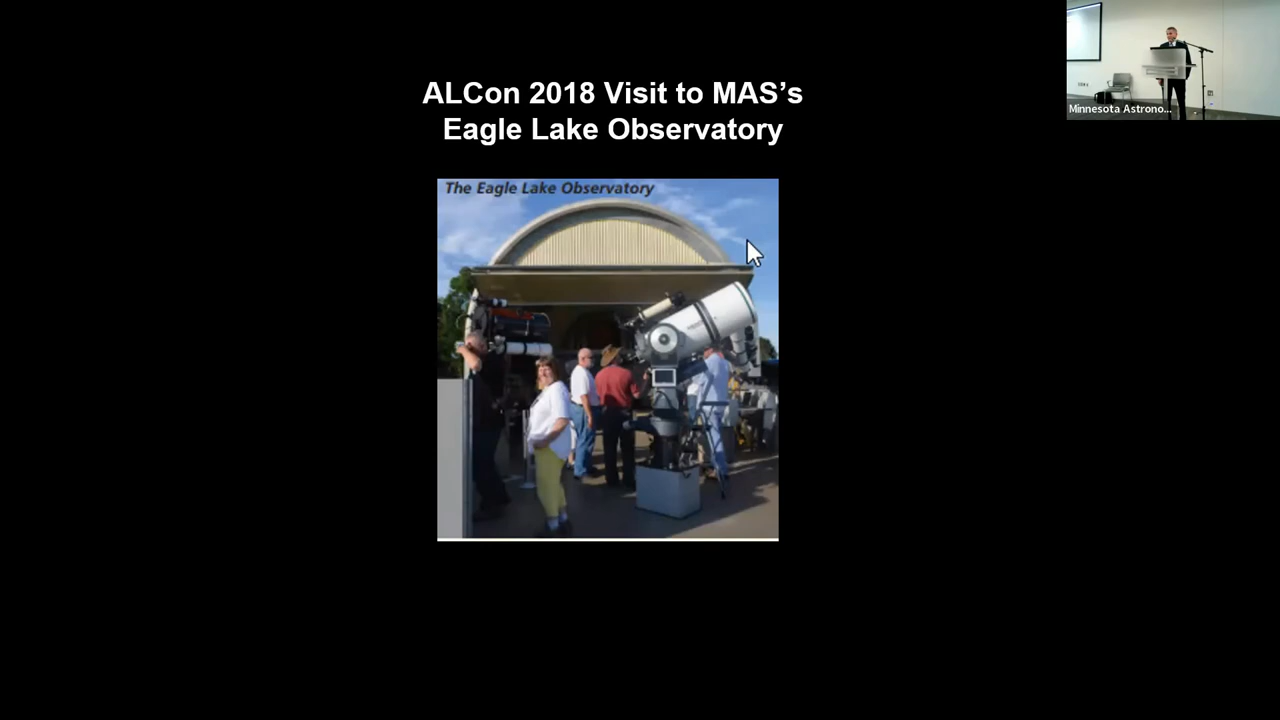 ALCon 2018 Visit to MAS’s
Eagle Lake Observatory
The Eagle Lake Observatory
Minnesota Astrono...